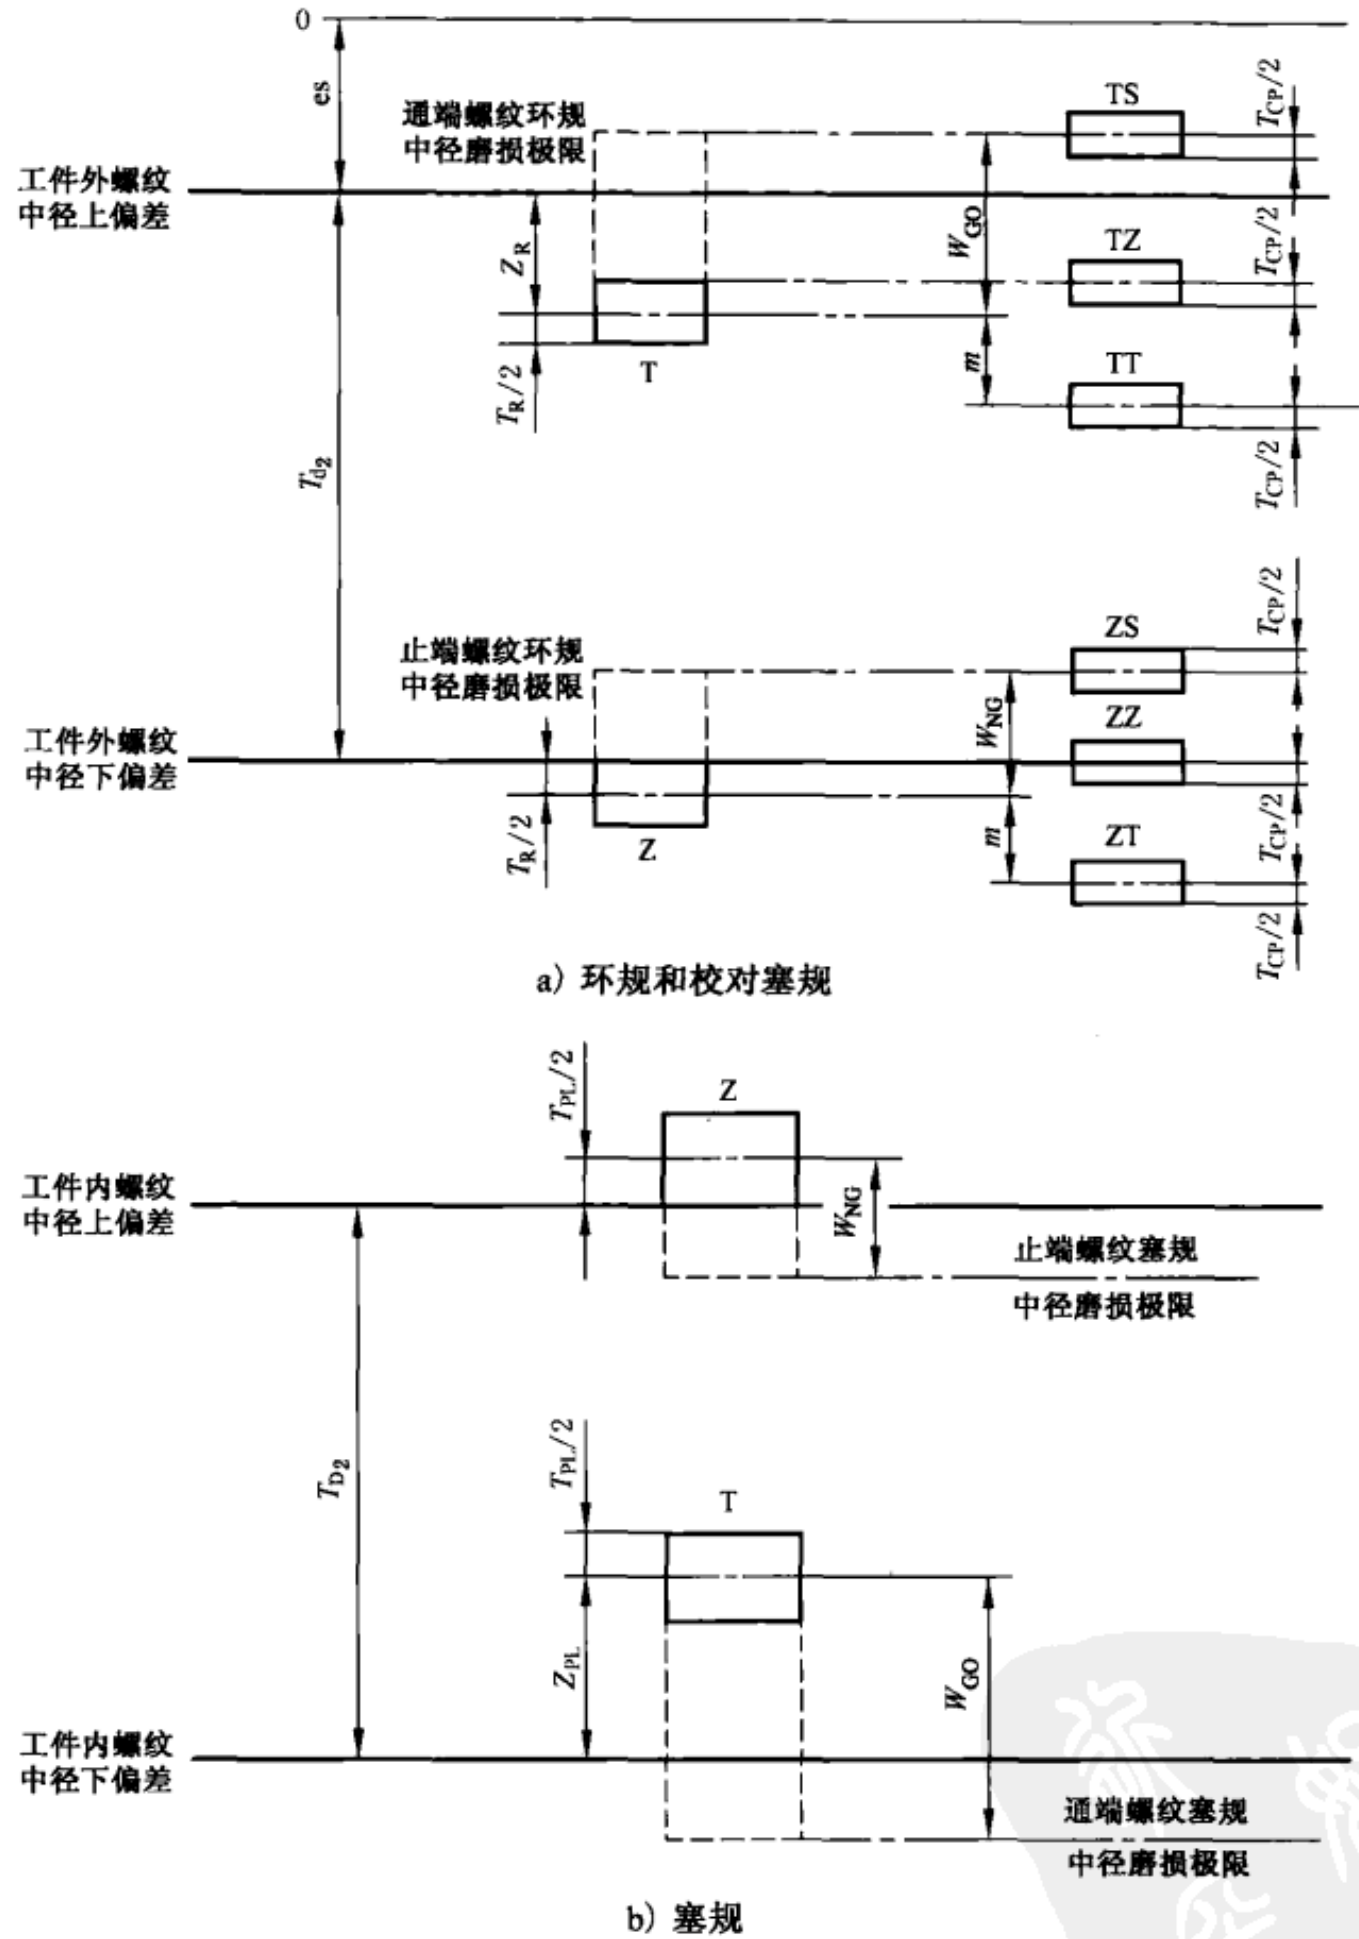 0
es
通端螺纹环规
中径磨损极限
TS
T_CP/2
工件外螺纹
中径上偏差
Z_R
W_GO
TZ
T_CP/2
T_R/2
T
m
TT
T_CP/2
T_d2
止端螺纹环规
中径磨损极限
ZS
T_CP/2
工件外螺纹
中径下偏差
W_NG
ZZ
T_R/2
Z
m
ZT
T_CP/2
T_CP/2
a) 环规和校对塞规
T_PL/2
Z
工件内螺纹
中径上偏差
W_NG
止端螺纹塞规
中径磨损极限
T_D2
T_PL/2
T
Z_PL
W_GO
工件内螺纹
中径下偏差
通端螺纹塞规
中径磨损极限
b) 塞规